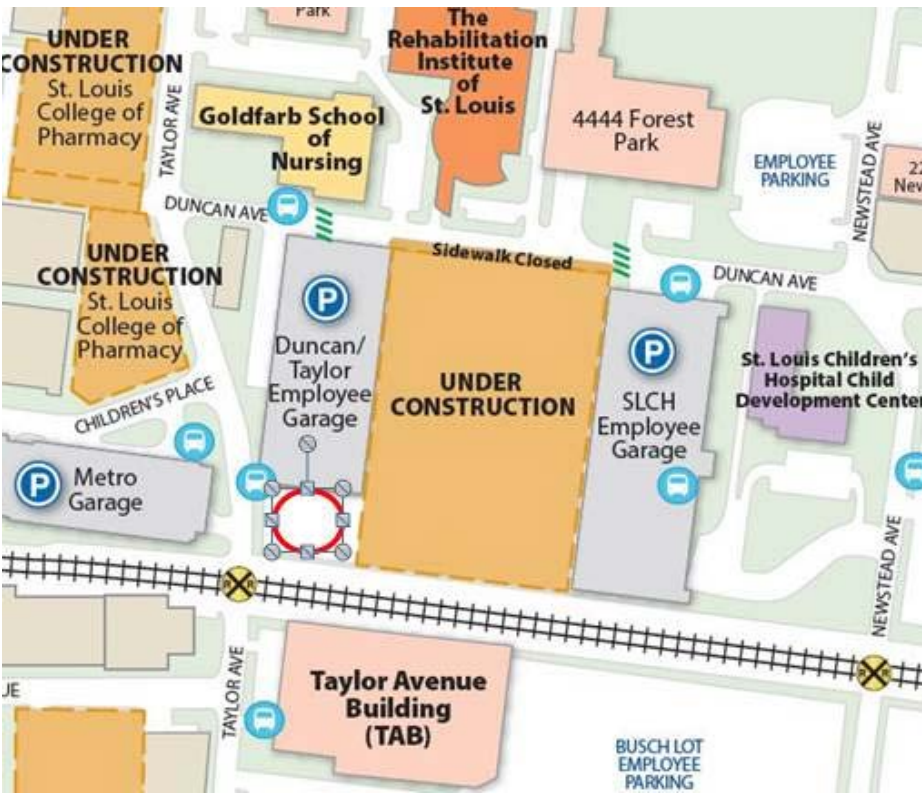 Park
The
Rehabilitation
Institute
of
St. Louis
UNDER
CONSTRUCTION
St. Louis
College of
Pharmacy
TAYLOR AVE
Goldfarb School
of
Nursing
4444 Forest
Park
EMPLOYEE
PARKING
NEWSTEAD AVE
22
New
DUNCAN AVE
Sidewalk Closed
DUNCAN AVE
UNDER
CONSTRUCTION
St. Louis
College of
Pharmacy
P
Duncan/
Taylor
Employee
Garage
UNDER
CONSTRUCTION
P
SLCH
Employee
Garage
St. Louis Children's
Hospital Child
Development Center
CHILDREN'S PLACE
P
Metro
Garage
NEWSTEAD AVE
R R
R R
TAYLOR AVE
Taylor Avenue
Building
(TAB)
UE
BUSCH LOT
EMPLOYEE
PARKING